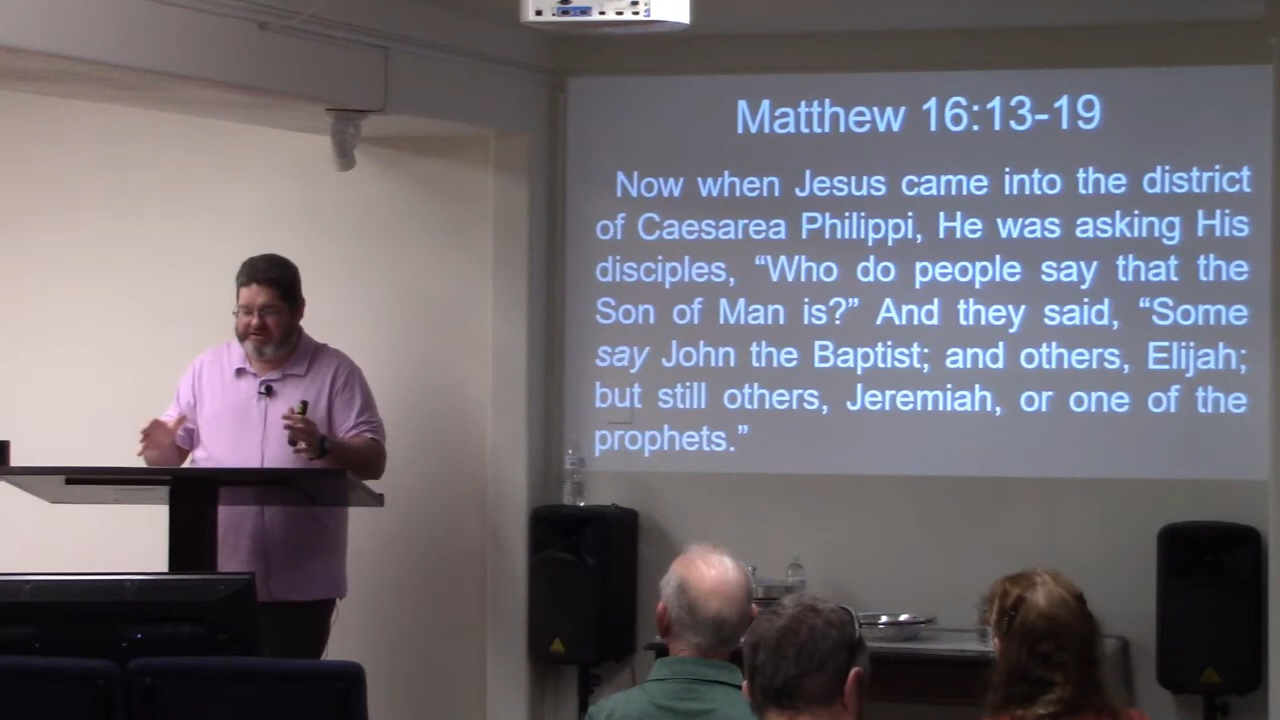 Matthew 16:13-19
Now when Jesus came into the district
of Caesarea Philippi, He was asking His
disciples, “Who do people say that the
Son of Man is?” And they said, “Some
say John the Baptist; and others, Elijah;
but still others, Jeremiah, or one of the
prophets.”